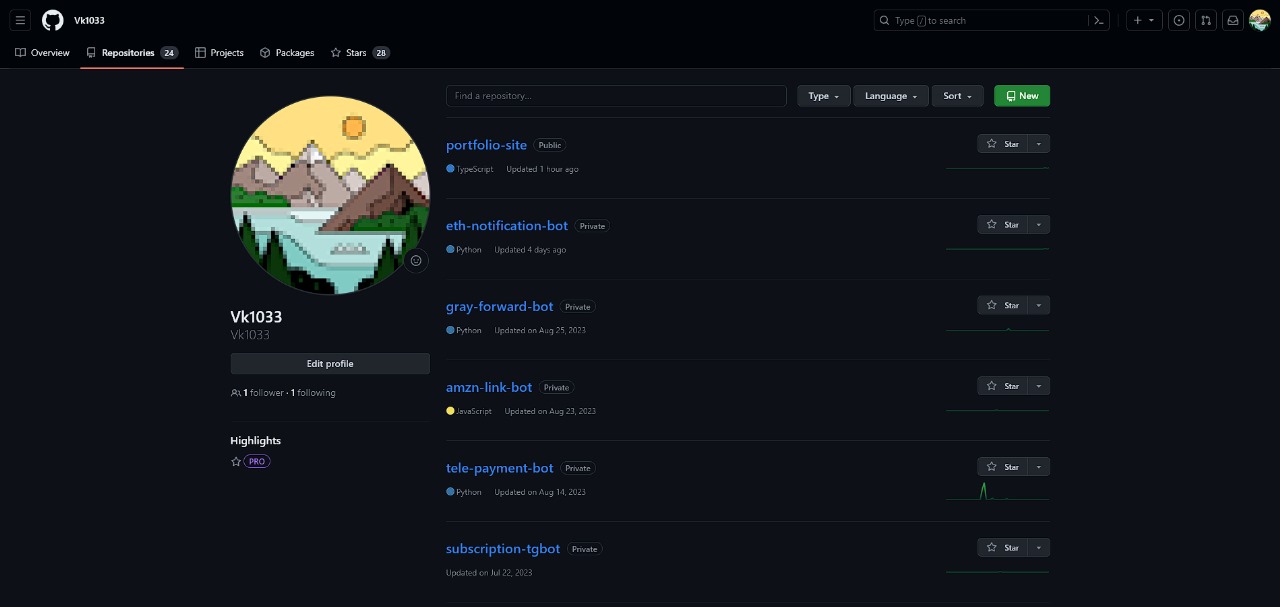 Vk1033
Type / to search
Overview
Repositories 24
Projects
Packages
Stars 28
Vk1033
Vk1033
Edit profile
1 follower · 1 following
Highlights
PRO
Find a repository...
Type
Language
Sort
New
portfolio-site Public
Star
TypeScript Updated 1 hour ago
eth-notification-bot Private
Star
Python Updated 4 days ago
gray-forward-bot Private
Star
Python Updated on Aug 25, 2023
amzn-link-bot Private
Star
JavaScript Updated on Aug 23, 2023
tele-payment-bot Private
Star
Python Updated on Aug 14, 2023
subscription-tgbot Private
Star
Updated on Jul 22, 2023